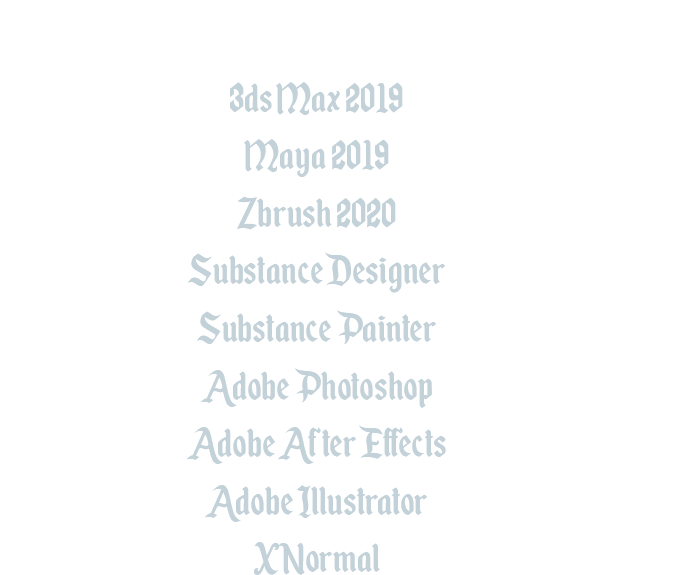 3ds Max 2019
Maya 2019
Zbrush 2020
Substance Designer
Substance Painter
Adobe Photoshop
Adobe After Effects
Adobe Illustrator
XNormal